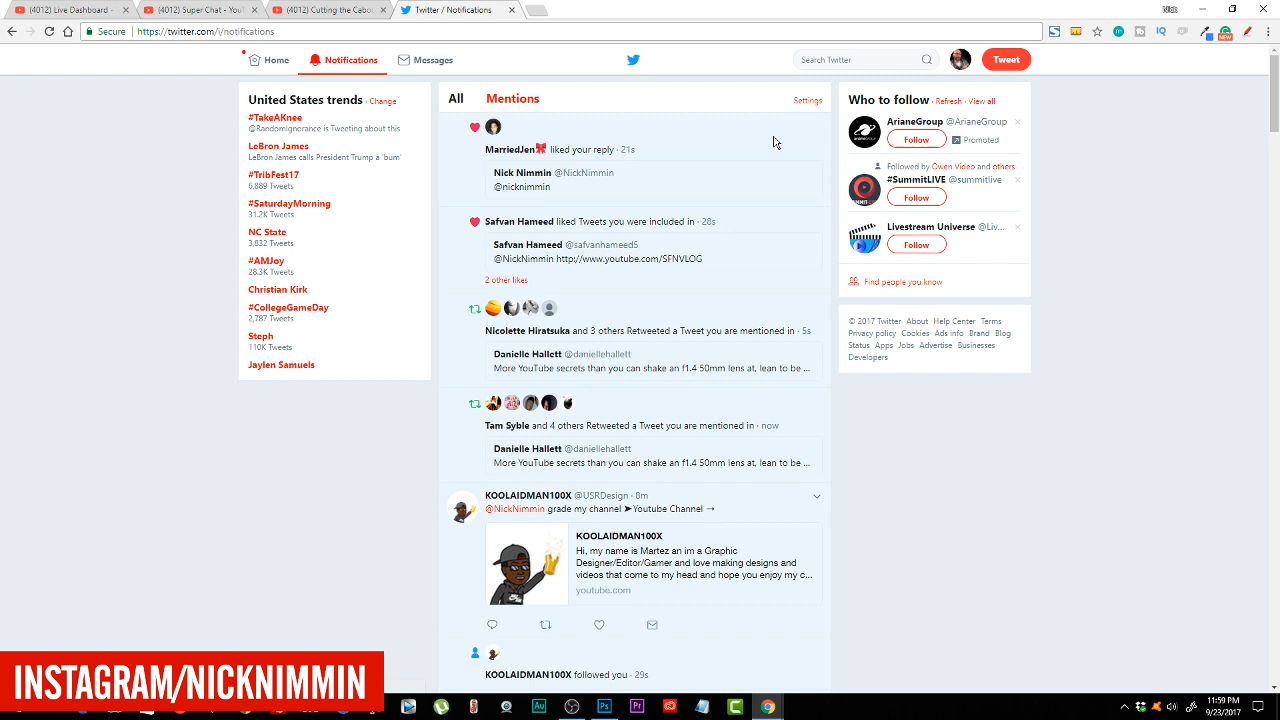 (4012) Live Dashboard -
(4012) Super Chat - YouT
(4012) Cutting the Cabo
Twitter / Notifications
Nick
Secure
https://twitter.com/i/notifications
Home
Notifications
Messages
Search Twitter
Tweet
United States trends · Change
#TakeAKnee
@RandomIgnorance is Tweeting about this
LeBron James
LeBron James calls President Trump a 'bum'
#TribFest17
6,889 Tweets
#SaturdayMorning
31.2K Tweets
NC State
3,832 Tweets
#AMJoy
28.3K Tweets
Christian Kirk
#CollegeGameDay
2,787 Tweets
Steph
110K Tweets
Jaylen Samuels
All
Mentions
Settings
MarriedJen🎀 liked your reply · 21s
Nick Nimmin @NickNimmin
@nicknimmin
Safvan Hameed liked Tweets you were included in · 28s
Safvan Hameed @safvanhameed5
@NickNimmin http://www.youtube.com/SFNVLOG
2 other likes
Nicolette Hiratsuka and 3 others Retweeted a Tweet you are mentioned in · 5s
Danielle Hallett @daniellehallett
More YouTube secrets than you can shake an f1.4 50mm lens at, lean to be ...
Tam Syble and 4 others Retweeted a Tweet you are mentioned in · now
Danielle Hallett @daniellehallett
More YouTube secrets than you can shake an f1.4 50mm lens at, lean to be ...
KOOLAIDMAN100X @USRDesign · 8m
@NickNimmin grade my channel ➤Youtube Channel →
KOOLAIDMAN100X
Hi, my name is Martez an im a Graphic
Designer/Editor/Gamer and love making designs and
videos that come to my head and hope you enjoy my c...
youtube.com
KOOLAIDMAN100X followed you · 29s
Who to follow · Refresh · View all
ArianeGroup @ArianeGroup
Follow
Promoted
Followed by Owen Video and others
#SummitLIVE @summitlive
Follow
Livestream Universe @Liv...
Follow
Find people you know
© 2017 Twitter About Help Center Terms
Privacy policy Cookies Ads info Brand Blog
Status Apps Jobs Advertise Businesses
Developers
INSTAGRAM/NICKNIMMIN
Au
Ps
Pr
11:59 PM
9/23/2017